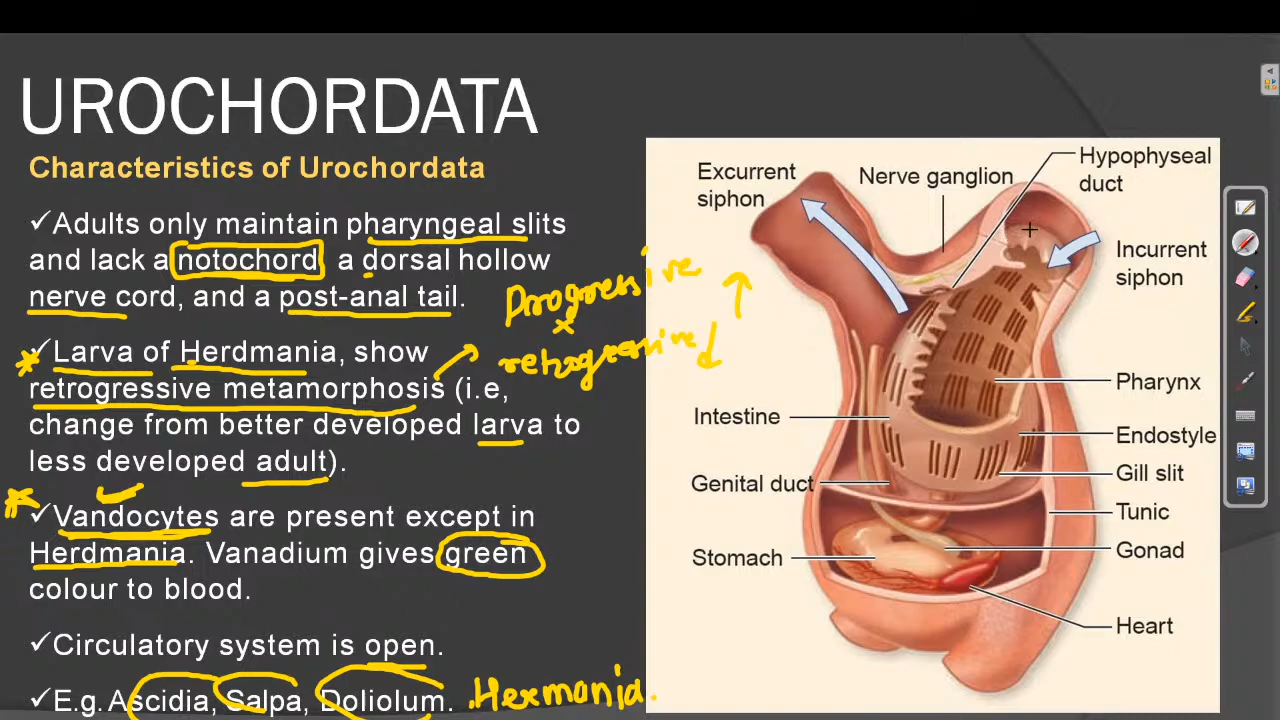 UROCHORDATA
Characteristics of Urochordata
✓Adults only maintain pharyngeal slits
and lack a notochord, a dorsal hollow
nerve cord, and a post-anal tail.
Progressive
✓Larva of Herdmania, show
retrogressive
retrogressive metamorphosis (i.e,
change from better developed larva to
less developed adult).
✓Vandocytes are present except in
Herdmania. Vanadium gives green
colour to blood.
✓Circulatory system is open.
✓E.g. Ascidia, Salpa, Doliolum. Hermania.
Excurrent
siphon
Nerve ganglion
Hypophyseal
duct
Incurrent
siphon
Pharynx
Intestine
Endostyle
Gill slit
Genital duct
Tunic
Gonad
Stomach
Heart